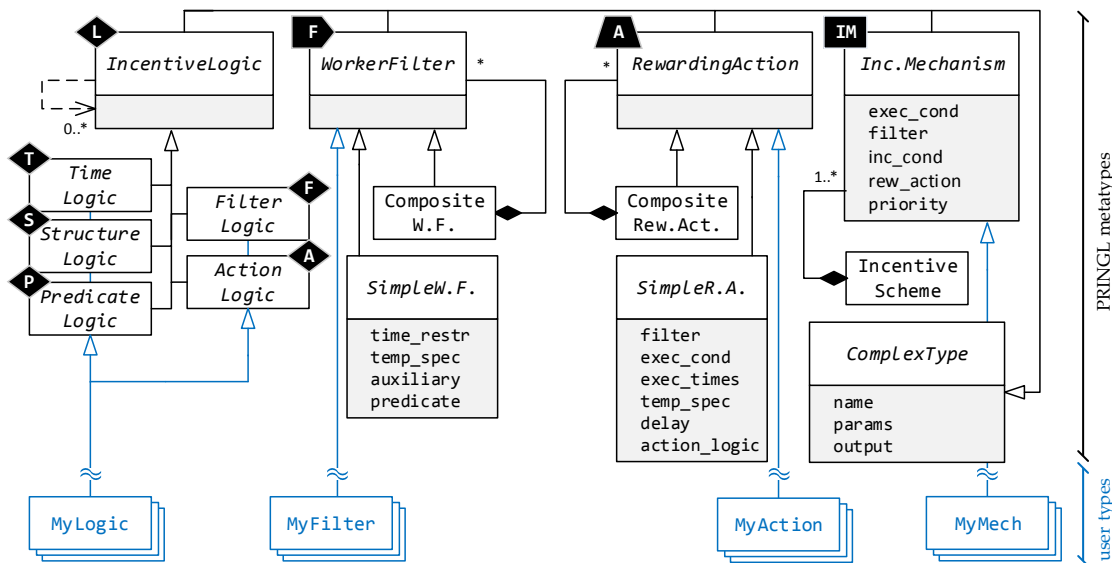 L
IncentiveLogic
0..*
F
WorkerFilter
*
A
RewardingAction
*
IM
Inc.Mechanism
exec_cond
filter
inc_cond
rew_action
priority
1..*
T
Time
Logic
S
Structure
Logic
P
Predicate
Logic
F
Filter
Logic
A
Action
Logic
Composite
W.F.
Composite
Rew.Act.
Incentive
Scheme
SimpleW.F.
time_restr
temp_spec
auxiliary
predicate
SimpleR.A.
filter
exec_cond
exec_times
temp_spec
delay
action_logic
ComplexType
name
params
output
MyLogic
MyFilter
MyAction
MyMech
PRINGL metatypes
user types